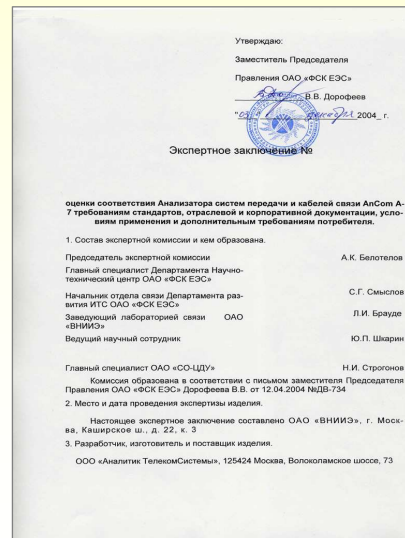 Утверждаю:
Заместитель Председателя
Правления ОАО «ФСК ЕЭС»
В.В. Дорофеев
"03" декабря 2004_ г.
Экспертное заключение №
оценки соответствия Анализатора систем передачи и кабелей связи AnCom A-
7 требованиям стандартов, отраслевой и корпоративной документации, усло-
виям применения и дополнительным требованиям потребителя.
1. Состав экспертной комиссии и кем образована.
Председатель экспертной комиссии А.К. Белотелов
Главный специалист Департамента Научно-
технический центр ОАО «ФСК ЕЭС»
С.Г. Смыслов
Начальник отдела связи Департамента раз-
вития ИТС ОАО «ФСК ЕЭС»
Заведующий лабораторией связи ОАО Л.И. Брауде
«ВНИИЭ»
Ведущий научный сотрудник Ю.П. Шкарин
Главный специалист ОАО «СО-ЦДУ» Н.И. Строгонов
Комиссия образована в соответствии с письмом заместителя Председателя
Правления ОАО «ФСК ЕЭС» Дорофеева В.В. от 12.04.2004 №ДВ-734
2. Место и дата проведения экспертизы изделия.
Настоящее экспертное заключение составлено ОАО «ВНИИЭ», г. Моск-
ва, Каширское ш., д. 22, к. 3
3. Разработчик, изготовитель и поставщик изделия.
ООО «Аналитик ТелекомСистемы», 125424 Москва, Волоколамское шоссе, 73